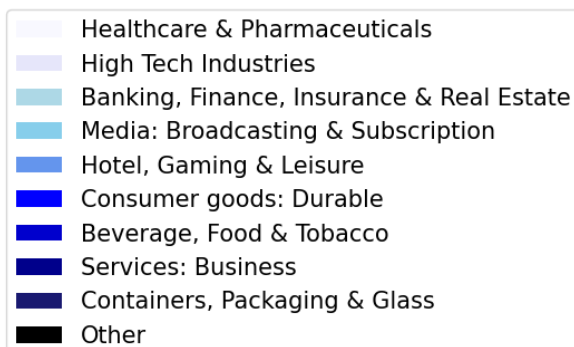 Healthcare & Pharmaceuticals
High Tech Industries
Banking, Finance, Insurance & Real Estate
Media: Broadcasting & Subscription
Hotel, Gaming & Leisure
Consumer goods: Durable
Beverage, Food & Tobacco
Services: Business
Containers, Packaging & Glass
Other